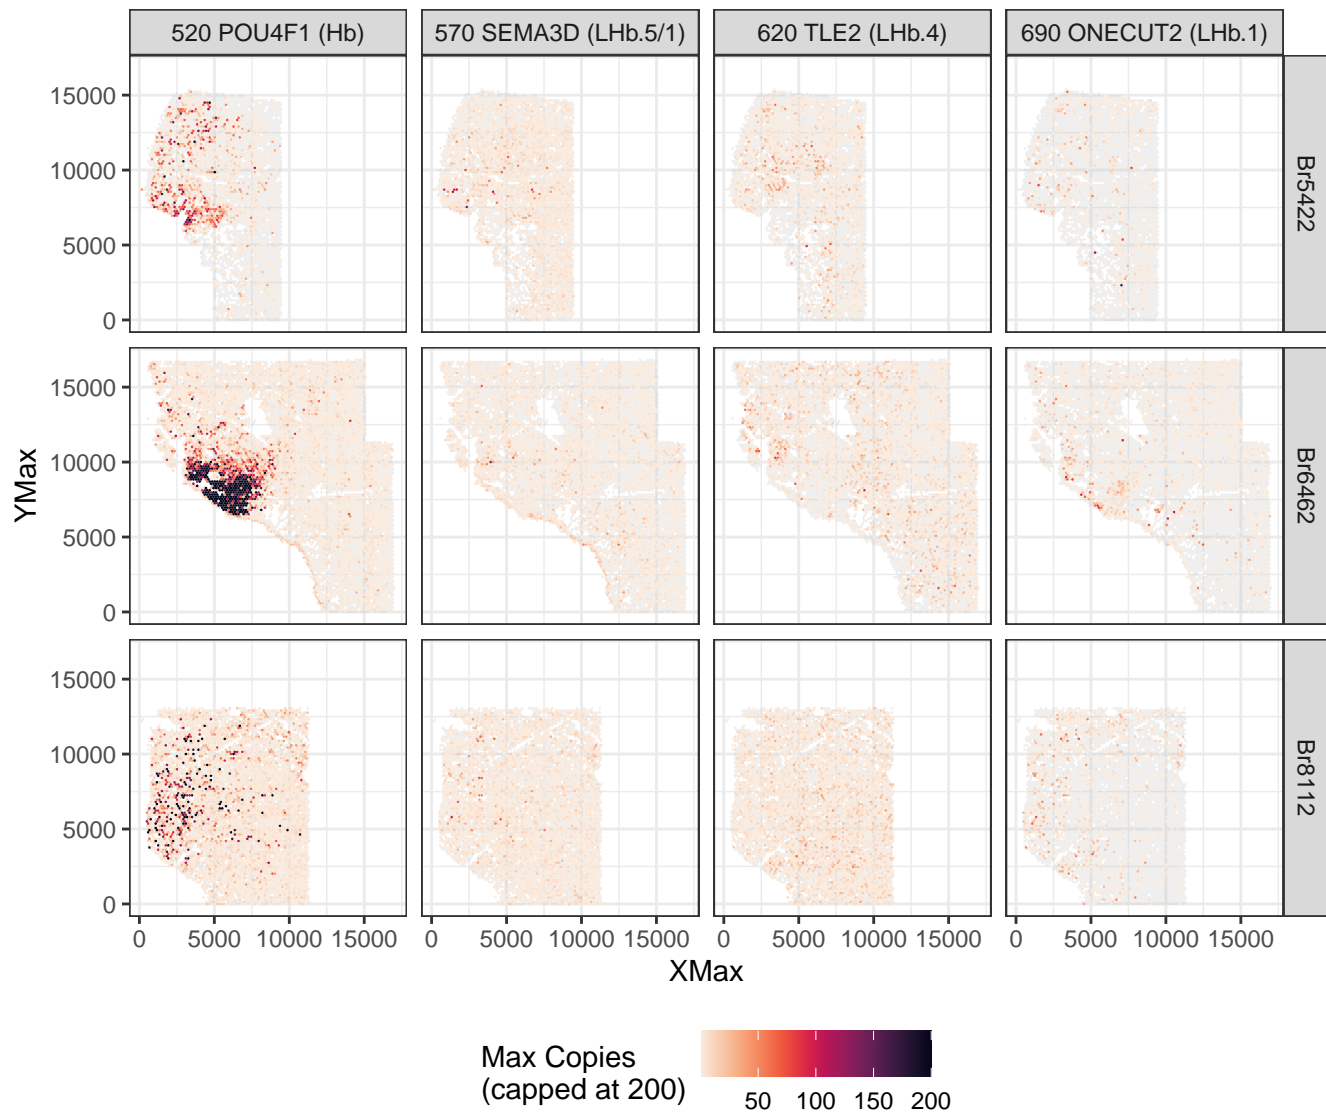 520 POU4F1 (Hb)
570 SEMA3D (LHb.5/1)
620 TLE2 (LHb.4)
690 ONECUT2 (LHb.1)
15000
10000
5000
0
Br5422
15000
10000
5000
0
Br6462
15000
10000
5000
0
Br8112
YMax
0 5000 10000 15000
0 5000 10000 15000
0 5000 10000 15000
0 5000 10000 15000
XMax
Max Copies
(capped at 200)
50 100 150 200